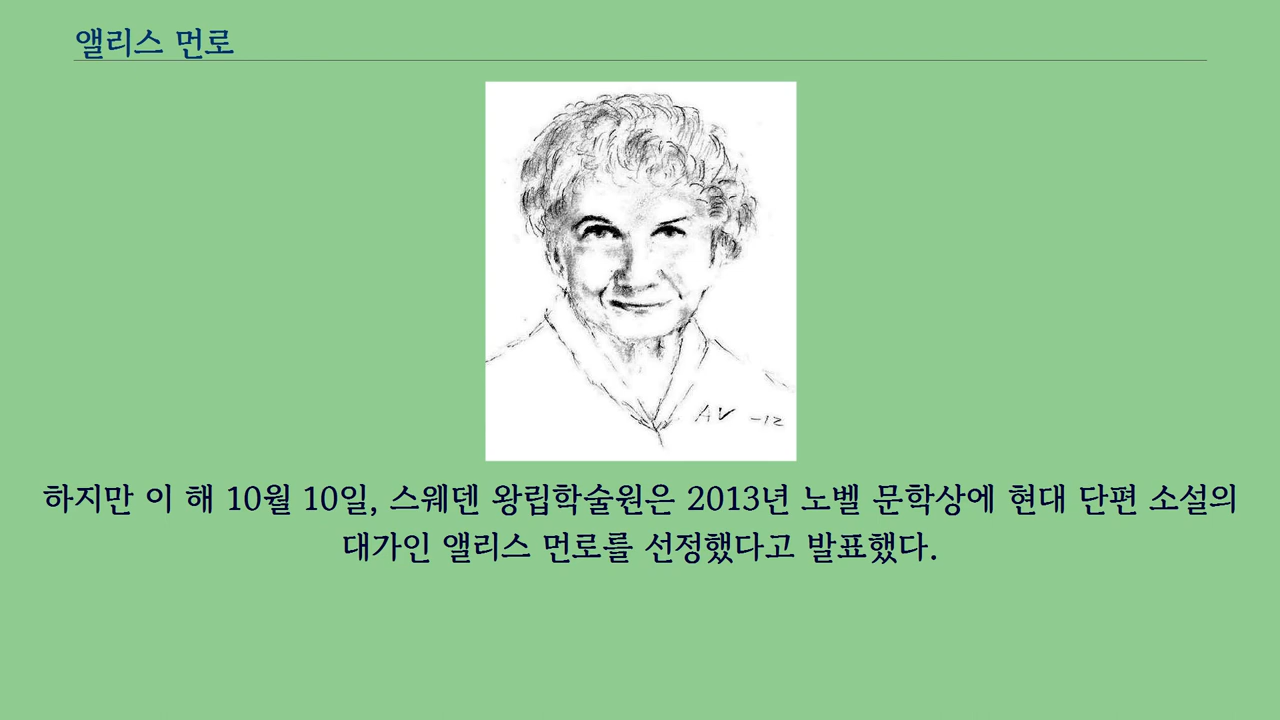 앨리스 먼로
AV -12
하지만 이 해 10월 10일, 스웨덴 왕립학술원은 2013년 노벨 문학상에 현대 단편 소설의
대가인 앨리스 먼로를 선정했다고 발표했다.